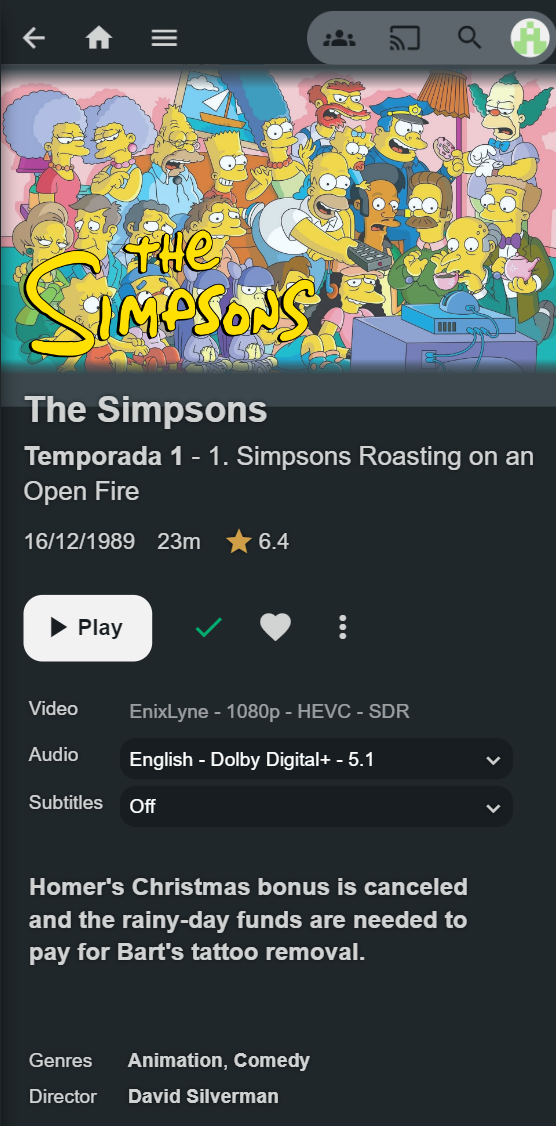 THE
SIMPSONS
The Simpsons
Temporada 1 - 1. Simpsons Roasting on an
Open Fire
16/12/1989 23m 6.4
Play
Video EnixLyne - 1080p - HEVC - SDR
Audio English - Dolby Digital+ - 5.1
Subtitles Off
Homer's Christmas bonus is canceled
and the rainy-day funds are needed to
pay for Bart's tattoo removal.
Genres Animation, Comedy
Director David Silverman